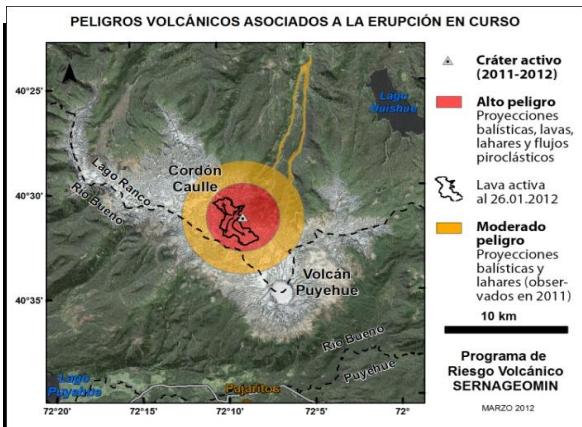 PELIGROS VOLCÁNICOS ASOCIADOS A LA ERUPCIÓN EN CURSO
40°25'
40°30'
40°35'
Lago
Huishue
Cordón
Caulle
Lago Ranco
Río Bueno
Volcán
Puyehue
Río Bueno
Puyehue
Lago
Puyehue
Pajaritos
72°20'
72°15'
72°10'
72°5'
72°
Cráter activo
(2011-2012)
Alto peligro
Proyecciones
balísticas, lavas,
lahares y flujos
piroclásticos
Lava activa
al 26.01.2012
Moderado
peligro
Proyecciones
balísticas y
lahares (obser-
vados en 2011)
10 km
Programa de
Riesgo Volcánico
SERNAGEOMIN
MARZO 2012